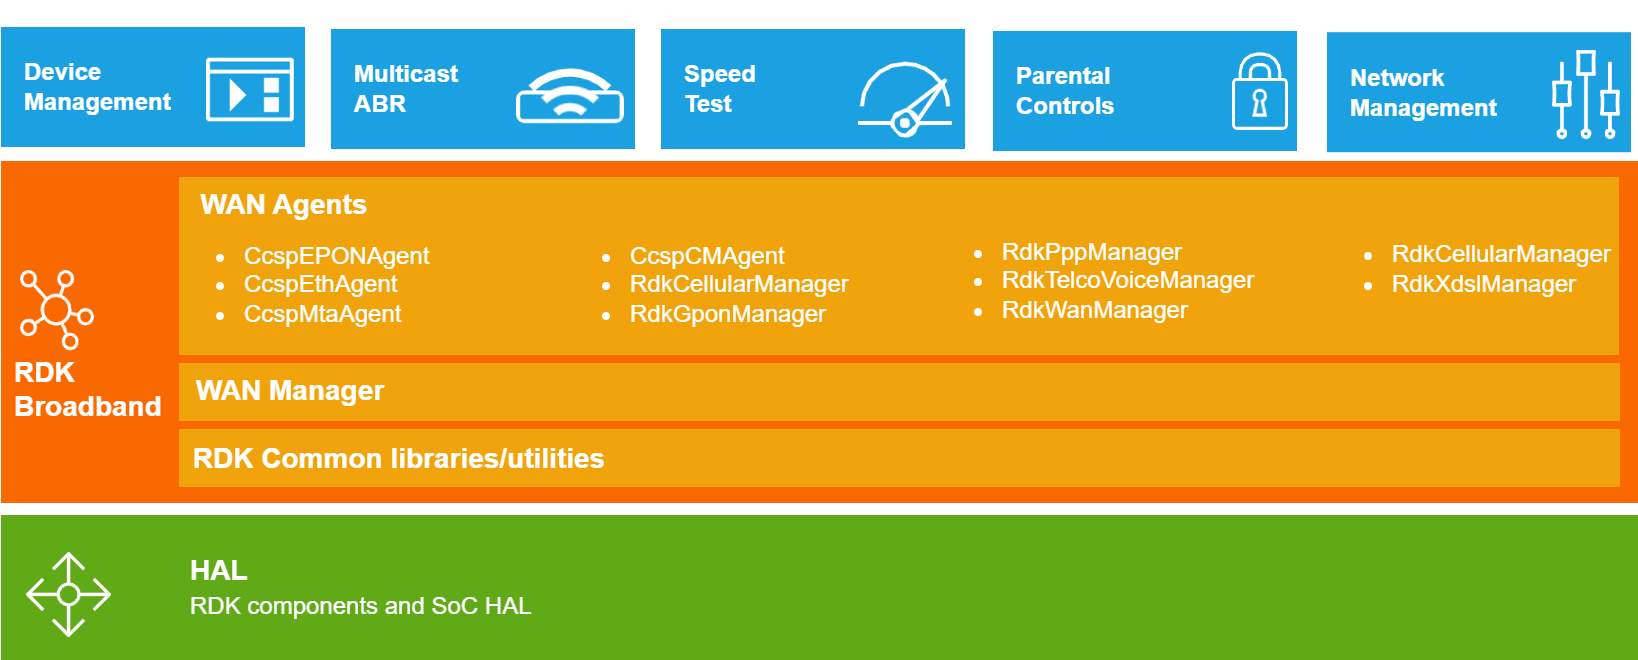 Device
Management
Multicast
ABR
Speed
Test
Parental
Controls
Network
Management
RDK
Broadband
WAN Agents
CcspEPONAgent
CcspEthAgent
CcspMtaAgent
CcspCMAgent
RdkCellularManager
RdkGponManager
RdkPppManager
RdkTelcoVoiceManager
RdkWanManager
RdkCellularManager
RdkXdslManager
WAN Manager
RDK Common libraries/utilities
HAL
RDK components and SoC HAL